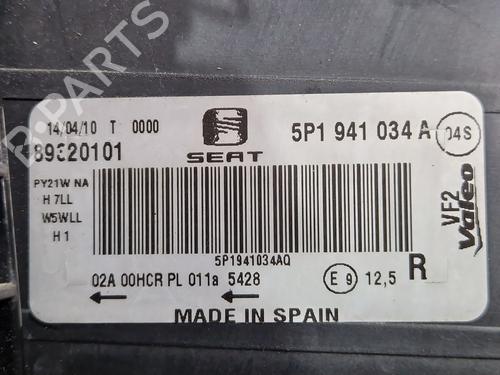 14/04/10 T 0000
89320101
SEAT
5P1 941 034 A
04S
PY21W NA
H 7LL
W5WLL
H 1
5P1941034AQ
VF2
Valeo
02A 00HCR PL 011a 5428
E 9 12,5
R
MADE IN SPAIN
B-PARTS